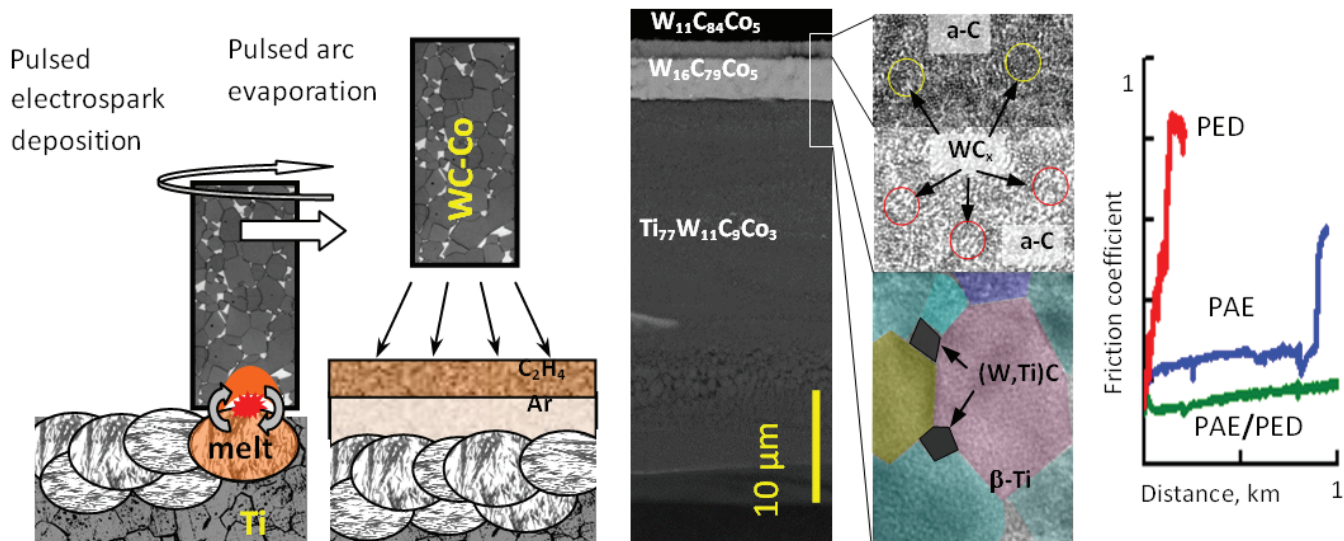 Pulsed
electrospark
deposition
Pulsed arc
evaporation
WC-Co
melt
Ti
C₂H₄
Ar
W₁₁C₈₄Co₅
W₁₆C₇₉Co₅
Ti₇₇W₁₁C₉Co₃
10 μm
a-C
WCₓ
a-C
(W,Ti)C
β-Ti
Friction coefficient
1
PED
PAE
PAE/PED
Distance, km
1